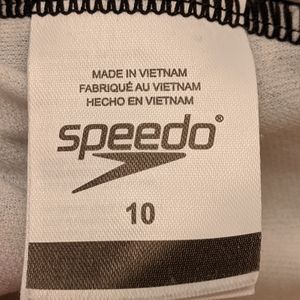 MADE IN VIETNAM
FABRIQUÉ AU VIETNAM
HECHO EN VIETNAM
speedo®
10